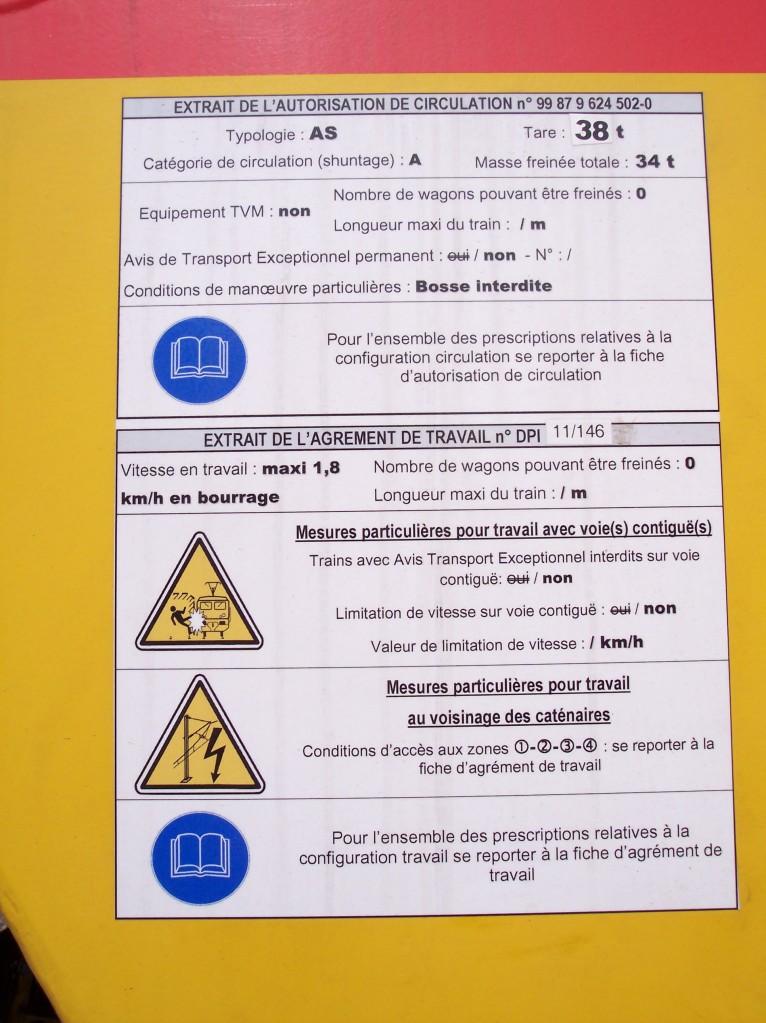 EXTRAIT DE L'AUTORISATION DE CIRCULATION n° 99 87 9 624 502-0
Typologie : AS Tare : 38 t
Catégorie de circulation (shuntage) : A Masse freinée totale : 34 t
Equipement TVM : non
Nombre de wagons pouvant être freinés : 0
Longueur maxi du train : / m
Avis de Transport Exceptionnel permanent : oui / non - N° : /
Conditions de manœuvre particulières : Bosse interdite
Pour l'ensemble des prescriptions relatives à la
configuration circulation se reporter à la fiche
d'autorisation de circulation
EXTRAIT DE L'AGREMENT DE TRAVAIL n° DPI 11/146
Vitesse en travail : maxi 1,8
km/h en bourrage
Nombre de wagons pouvant être freinés : 0
Longueur maxi du train : / m
Mesures particulières pour travail avec voie(s) contiguë(s)
Trains avec Avis Transport Exceptionnel interdits sur voie
contiguë: oui / non
Limitation de vitesse sur voie contiguë : oui / non
Valeur de limitation de vitesse : / km/h
Mesures particulières pour travail
au voisinage des caténaires
Conditions d'accès aux zones ①-②-③-④ : se reporter à la
fiche d'agrément de travail
Pour l'ensemble des prescriptions relatives à la
configuration travail se reporter à la fiche d'agrément de
travail